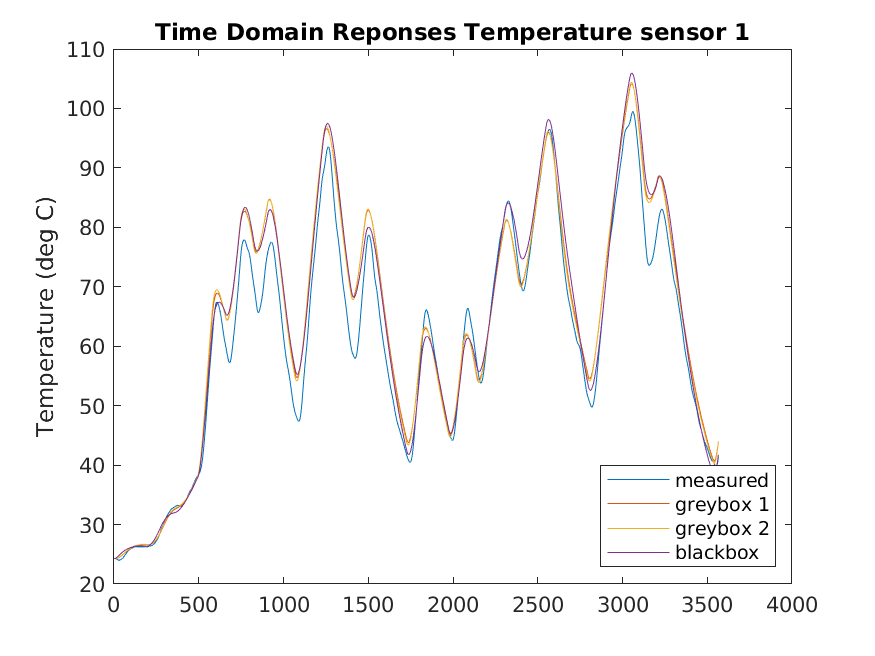 Time Domain Reponses Temperature sensor 1
110
100
90
80
70
60
50
40
30
20
Temperature (deg C)
measured
greybox 1
greybox 2
blackbox
0 500 1000 1500 2000 2500 3000 3500 4000